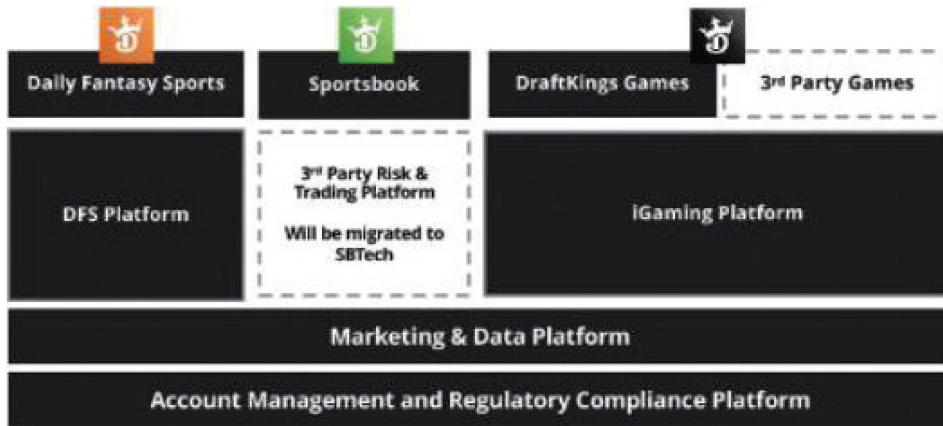 Daily Fantasy Sports
Sportsbook
DraftKings Games
3rd Party Games
DFS Platform
3rd Party Risk &
Trading Platform
Will be migrated to
SBTech
iGaming Platform
Marketing & Data Platform
Account Management and Regulatory Compliance Platform